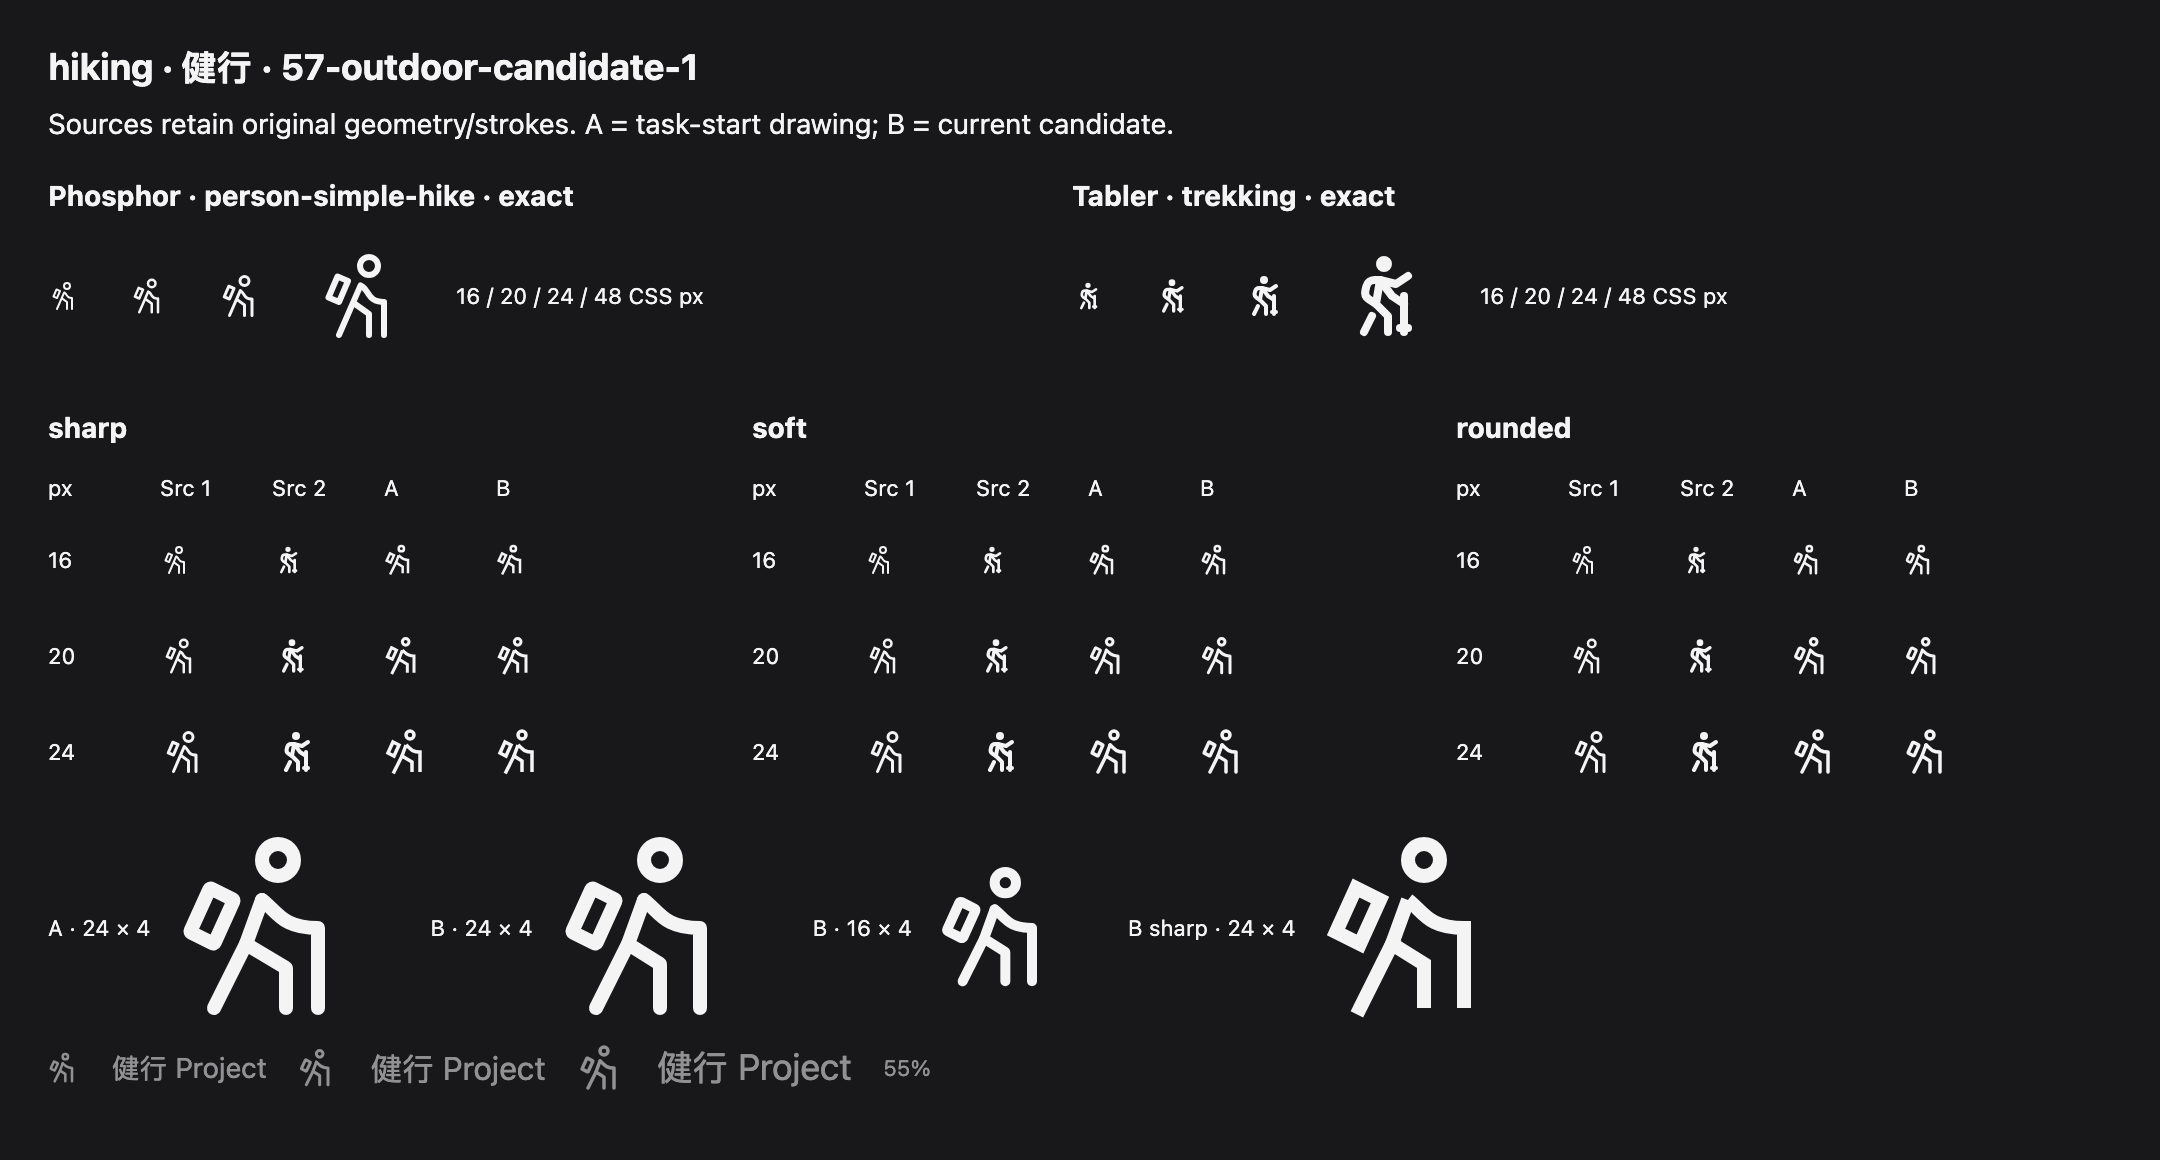 hiking · 健行 · 57-outdoor-candidate-1
Sources retain original geometry/strokes. A = task-start drawing; B = current candidate.
Phosphor · person-simple-hike · exact
16 / 20 / 24 / 48 CSS px
Tabler · trekking · exact
16 / 20 / 24 / 48 CSS px
sharp
px Src 1 Src 2 A B
16
20
24
soft
px Src 1 Src 2 A B
16
20
24
rounded
px Src 1 Src 2 A B
16
20
24
A · 24 × 4
B · 24 × 4
B · 16 × 4
B sharp · 24 × 4
健行 Project 健行 Project 健行 Project 55%